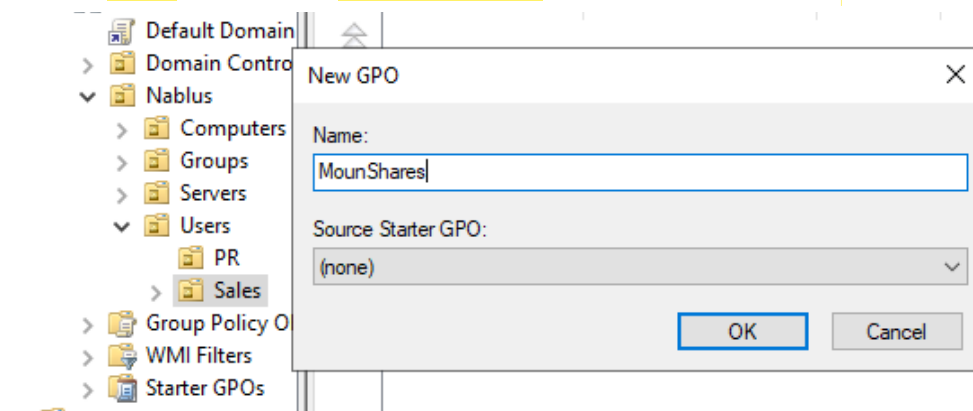 Default Domain
Domain Contro
Nablus
Computers
Groups
Servers
Users
PR
Sales
Group Policy O
WMI Filters
Starter GPOs
New GPO
Name:
MounShares
Source Starter GPO:
(none)
OK Cancel